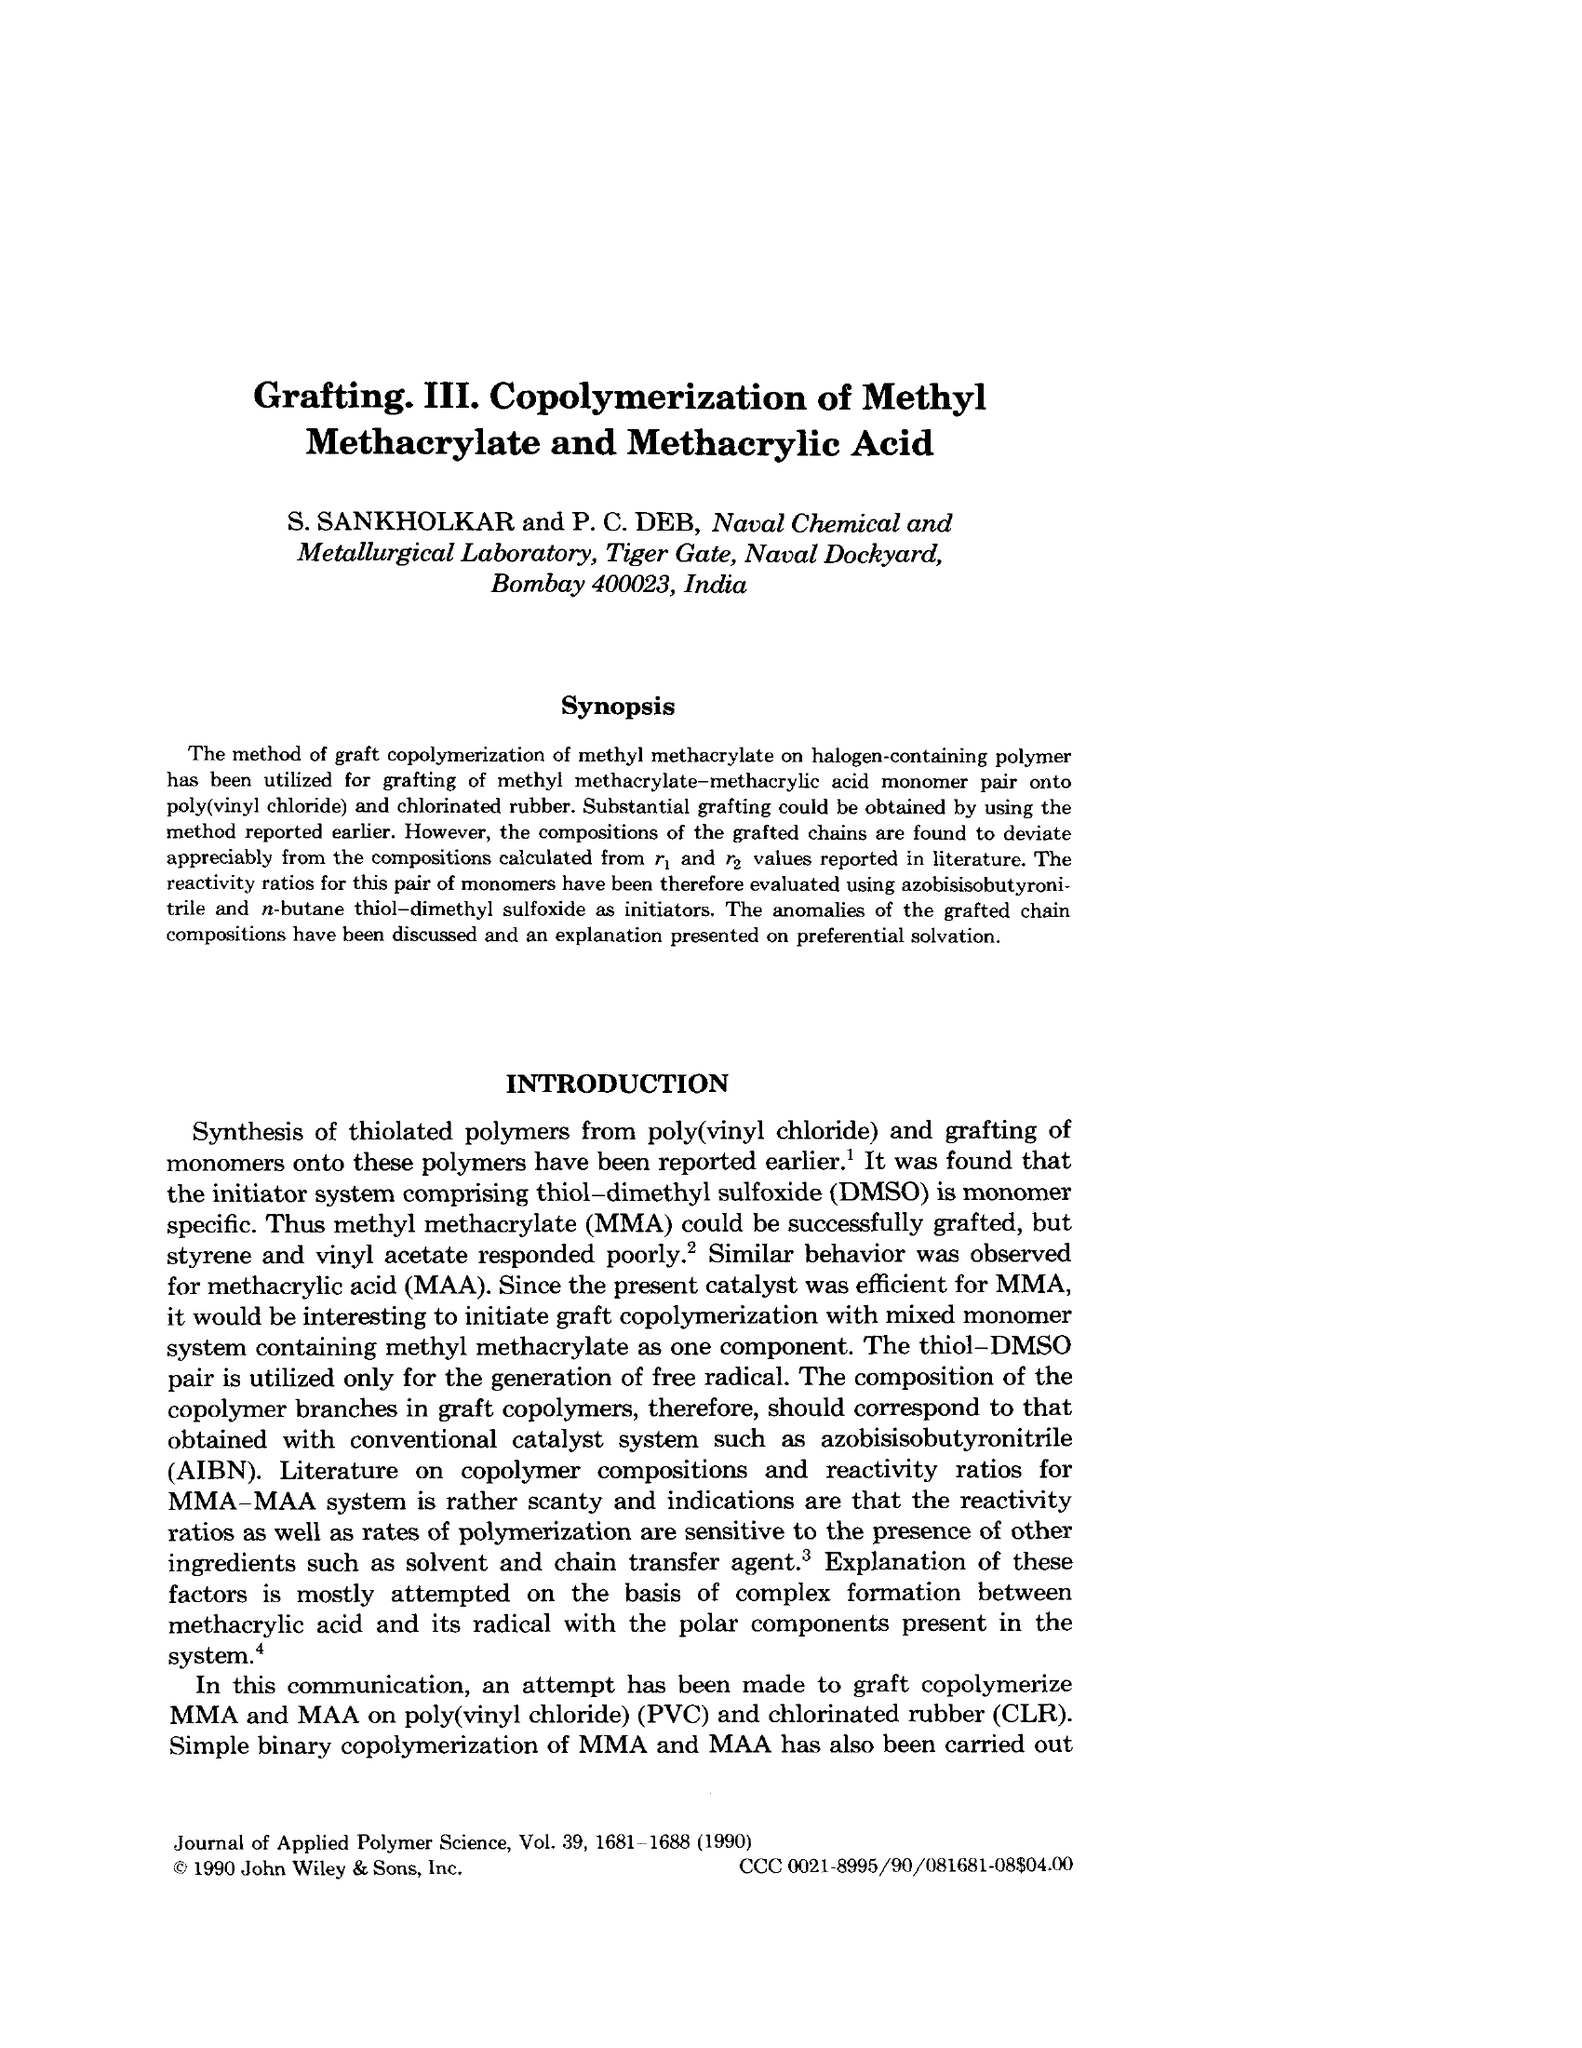 Grafting. III. Copolymerization of Methyl
Methacrylate and Methacrylic Acid
S. SANKHOLKAR and P. C. DEB, Naval Chemical and
Metallurgical Laboratory, Tiger Gate, Naval Dockyard,
Bombay 400023, India
Synopsis
The method of graft copolymerization of methyl methacrylate on halogen-containing polymer
has been utilized for grafting of methyl methacrylate–methacrylic acid monomer pair onto
poly(vinyl chloride) and chlorinated rubber. Substantial grafting could be obtained by using the
method reported earlier. However, the compositions of the grafted chains are found to deviate
appreciably from the compositions calculated from r₁ and r₂ values reported in literature. The
reactivity ratios for this pair of monomers have been therefore evaluated using azobisisobutyroni-
trile and n-butane thiol–dimethyl sulfoxide as initiators. The anomalies of the grafted chain
compositions have been discussed and an explanation presented on preferential solvation.
INTRODUCTION
Synthesis of thiolated polymers from poly(vinyl chloride) and grafting of
monomers onto these polymers have been reported earlier.¹ It was found that
the initiator system comprising thiol–dimethyl sulfoxide (DMSO) is monomer
specific. Thus methyl methacrylate (MMA) could be successfully grafted, but
styrene and vinyl acetate responded poorly.² Similar behavior was observed
for methacrylic acid (MAA). Since the present catalyst was efficient for MMA,
it would be interesting to initiate graft copolymerization with mixed monomer
system containing methyl methacrylate as one component. The thiol–DMSO
pair is utilized only for the generation of free radical. The composition of the
copolymer branches in graft copolymers, therefore, should correspond to that
obtained with conventional catalyst system such as azobisisobutyronitrile
(AIBN). Literature on copolymer compositions and reactivity ratios for
MMA–MAA system is rather scanty and indications are that the reactivity
ratios as well as rates of polymerization are sensitive to the presence of other
ingredients such as solvent and chain transfer agent.³ Explanation of these
factors is mostly attempted on the basis of complex formation between
methacrylic acid and its radical with the polar components present in the
system.⁴
In this communication, an attempt has been made to graft copolymerize
MMA and MAA on poly(vinyl chloride) (PVC) and chlorinated rubber (CLR).
Simple binary copolymerization of MMA and MAA has also been carried out
Journal of Applied Polymer Science, Vol. 39, 1681–1688 (1990)
© 1990 John Wiley & Sons, Inc. CCC 0021-8995/90/081681-08$04.00